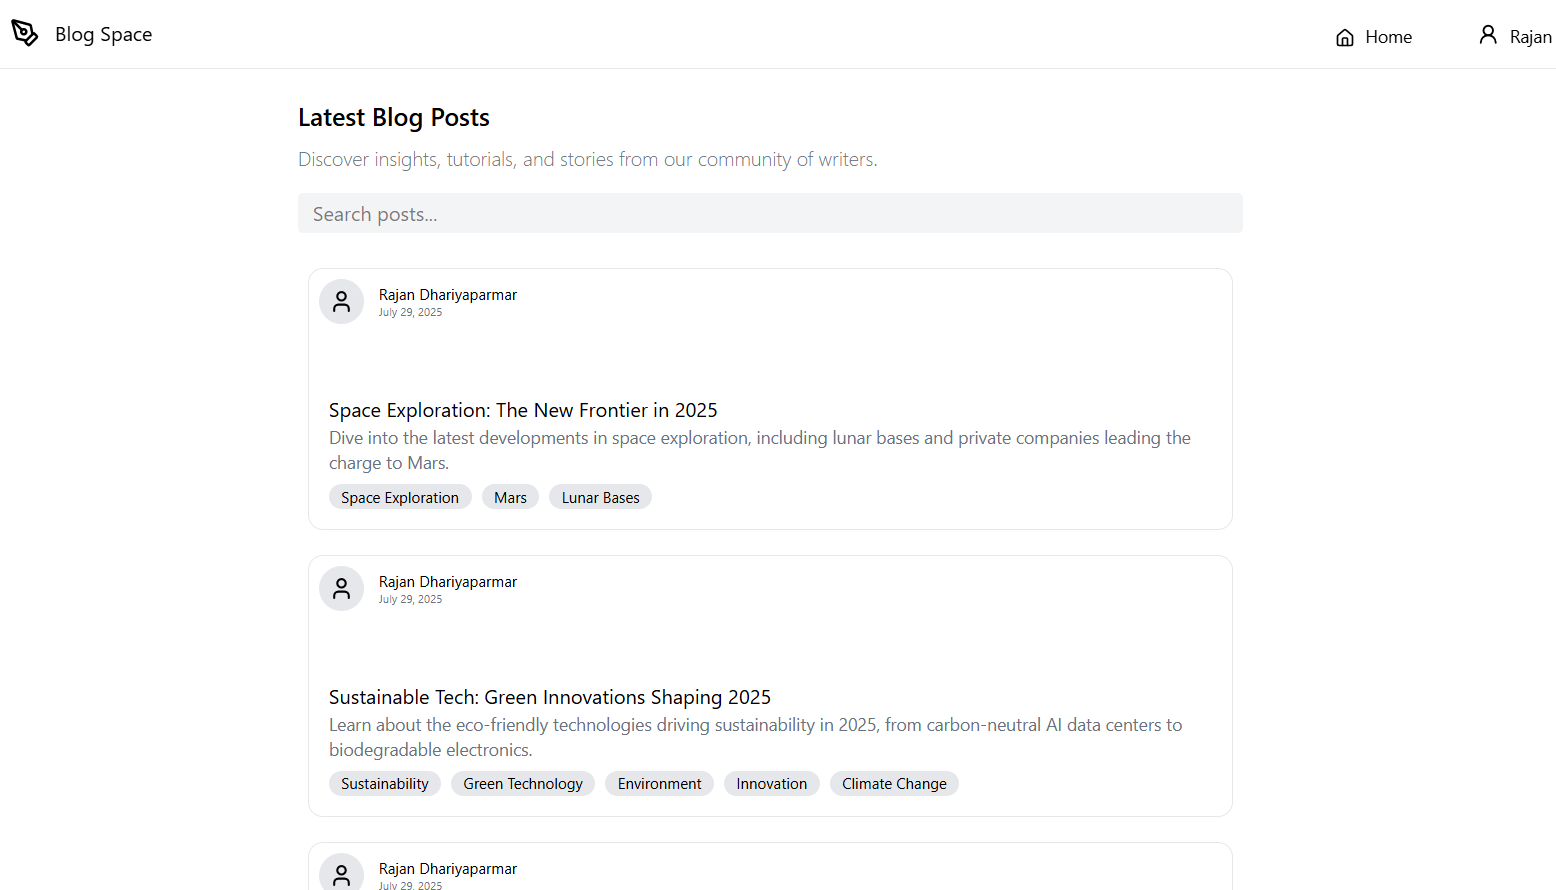 Blog Space
Home
Rajan
Latest Blog Posts
Discover insights, tutorials, and stories from our community of writers.
Search posts...
Rajan Dhariyaparmar
July 29, 2025
Space Exploration: The New Frontier in 2025
Dive into the latest developments in space exploration, including lunar bases and private companies leading the
charge to Mars.
Space Exploration
Mars
Lunar Bases
Rajan Dhariyaparmar
July 29, 2025
Sustainable Tech: Green Innovations Shaping 2025
Learn about the eco-friendly technologies driving sustainability in 2025, from carbon-neutral AI data centers to
biodegradable electronics.
Sustainability
Green Technology
Environment
Innovation
Climate Change
Rajan Dhariyaparmar
July 29, 2025